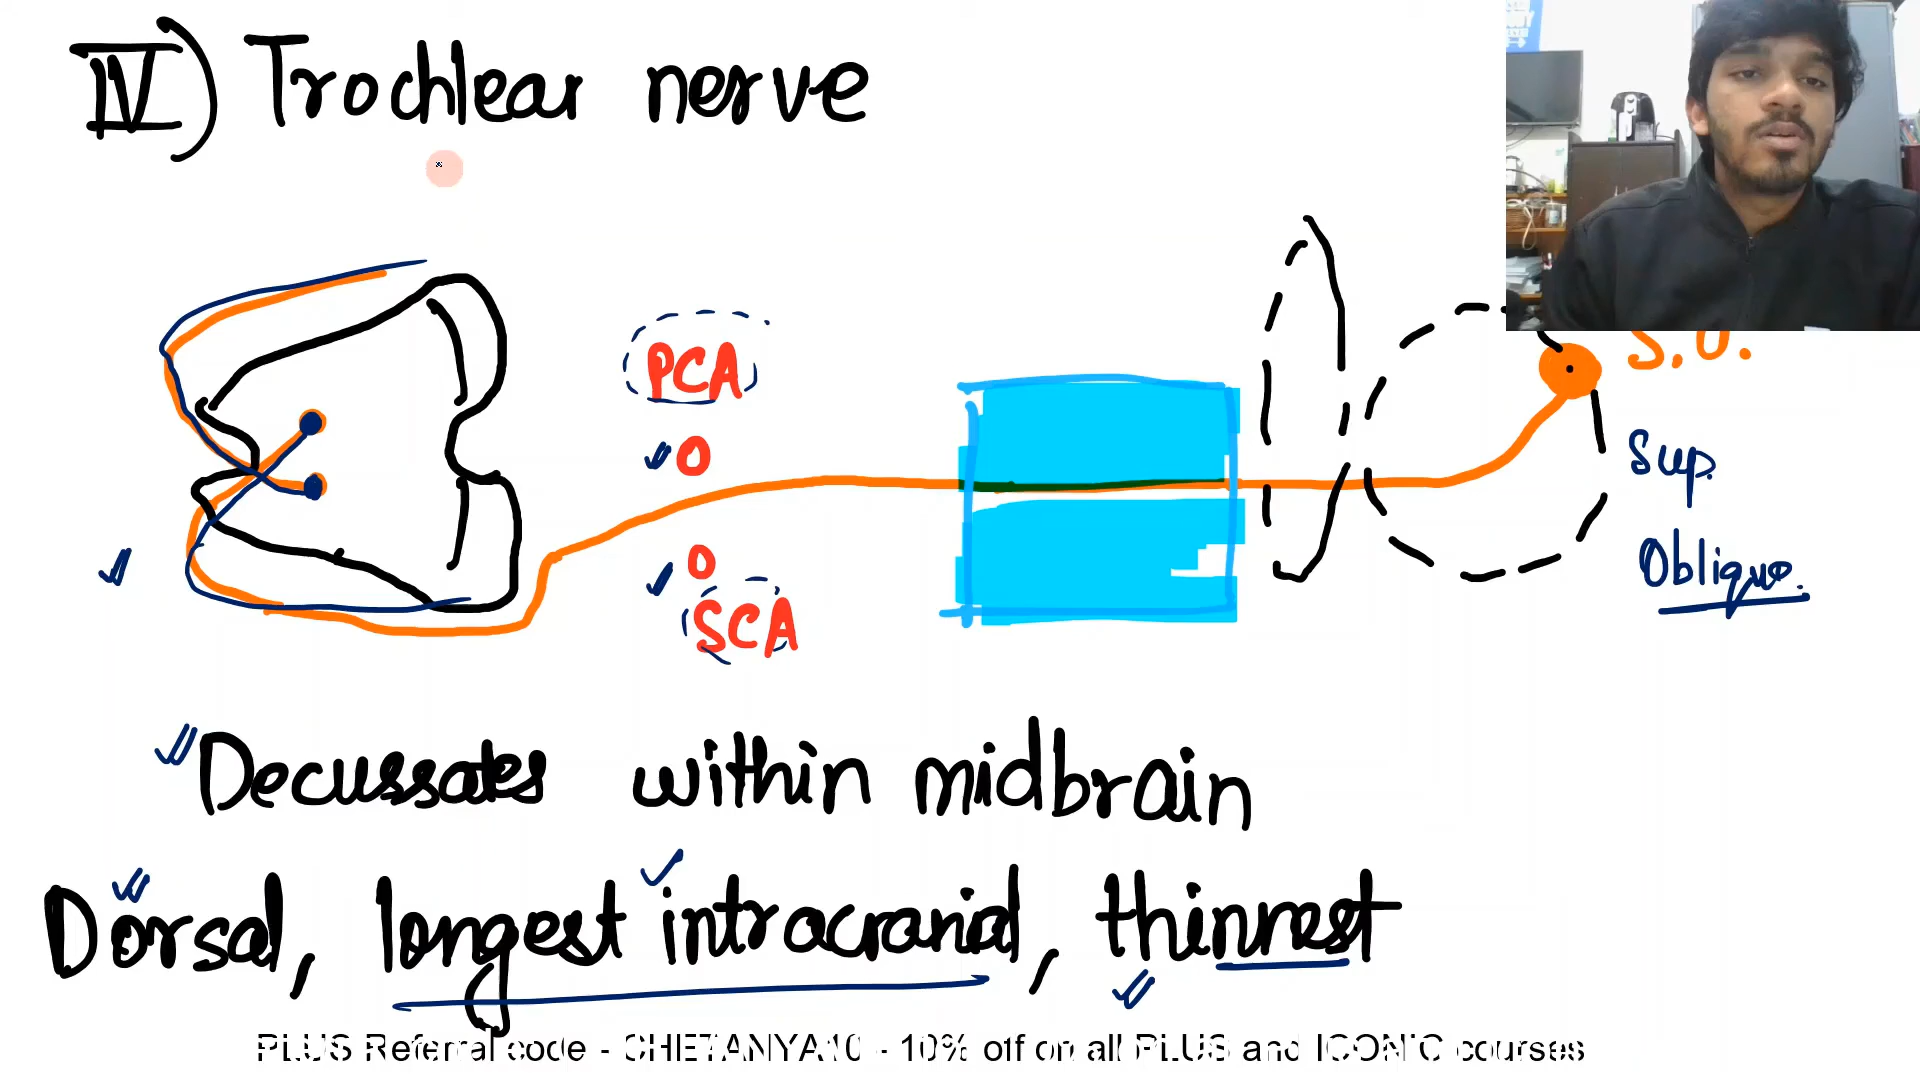 IV) Trochlear nerve
PCA
O
O
SCA
S.O.
Sup.
Oblique.
Decussates within midbrain
Dorsal, longest intracranial, thinnest
PLUS Referral code - CHETANYA10 - 10% off on all PLUS and ICONIC courses